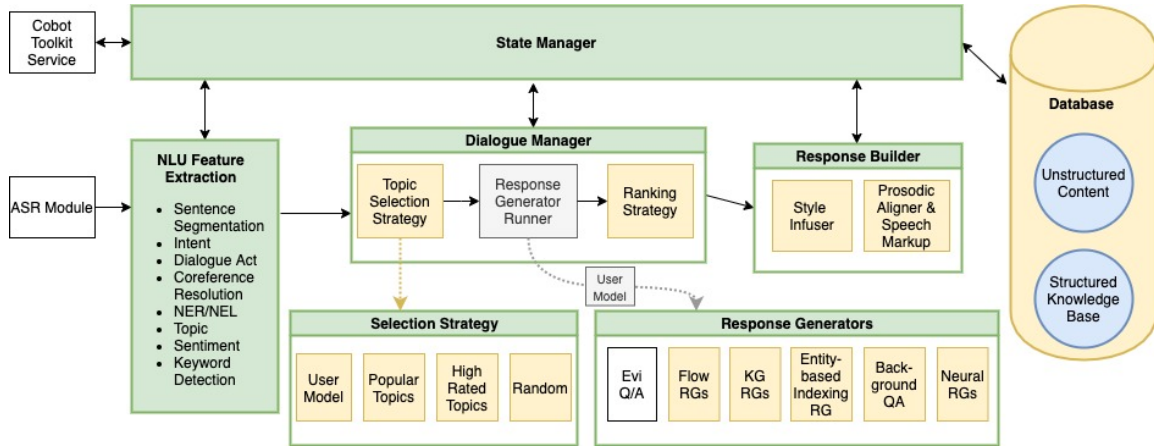 Cobot
Toolkit
Service
State Manager
Database
Unstructured
Content
Structured
Knowledge
Base
ASR Module
NLU Feature
Extraction
• Sentence
Segmentation
• Intent
• Dialogue Act
• Coreference
Resolution
• NER/NEL
• Topic
• Sentiment
• Keyword
Detection
Dialogue Manager
Topic
Selection
Strategy
Response
Generator
Runner
Ranking
Strategy
Response Builder
Style
Infuser
Prosodic
Aligner &
Speech
Markup
User
Model
Selection Strategy
User
Model
Popular
Topics
High
Rated
Topics
Random
Response Generators
Evi
Q/A
Flow
RGs
KG
RGs
Entity-
based
Indexing
RG
Back-
ground
QA
Neural
RGs